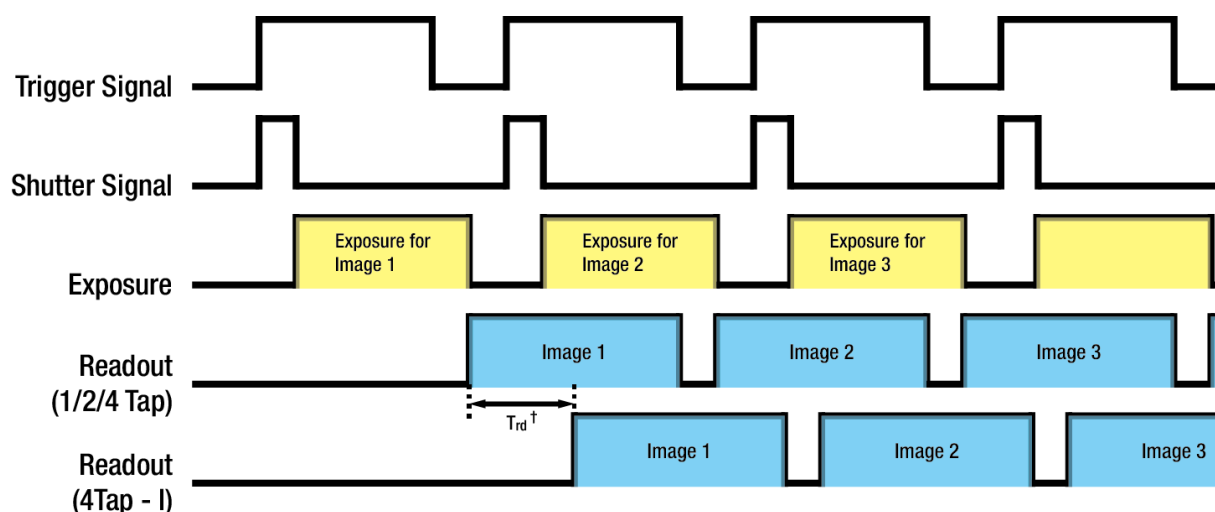 Trigger Signal
Shutter Signal
Exposure for
Image 1
Exposure for
Image 2
Exposure for
Image 3
Exposure
Image 1
Image 2
Image 3
Readout
(1/2/4 Tap)
Trd †
Image 1
Image 2
Image 3
Readout
(4Tap - I)